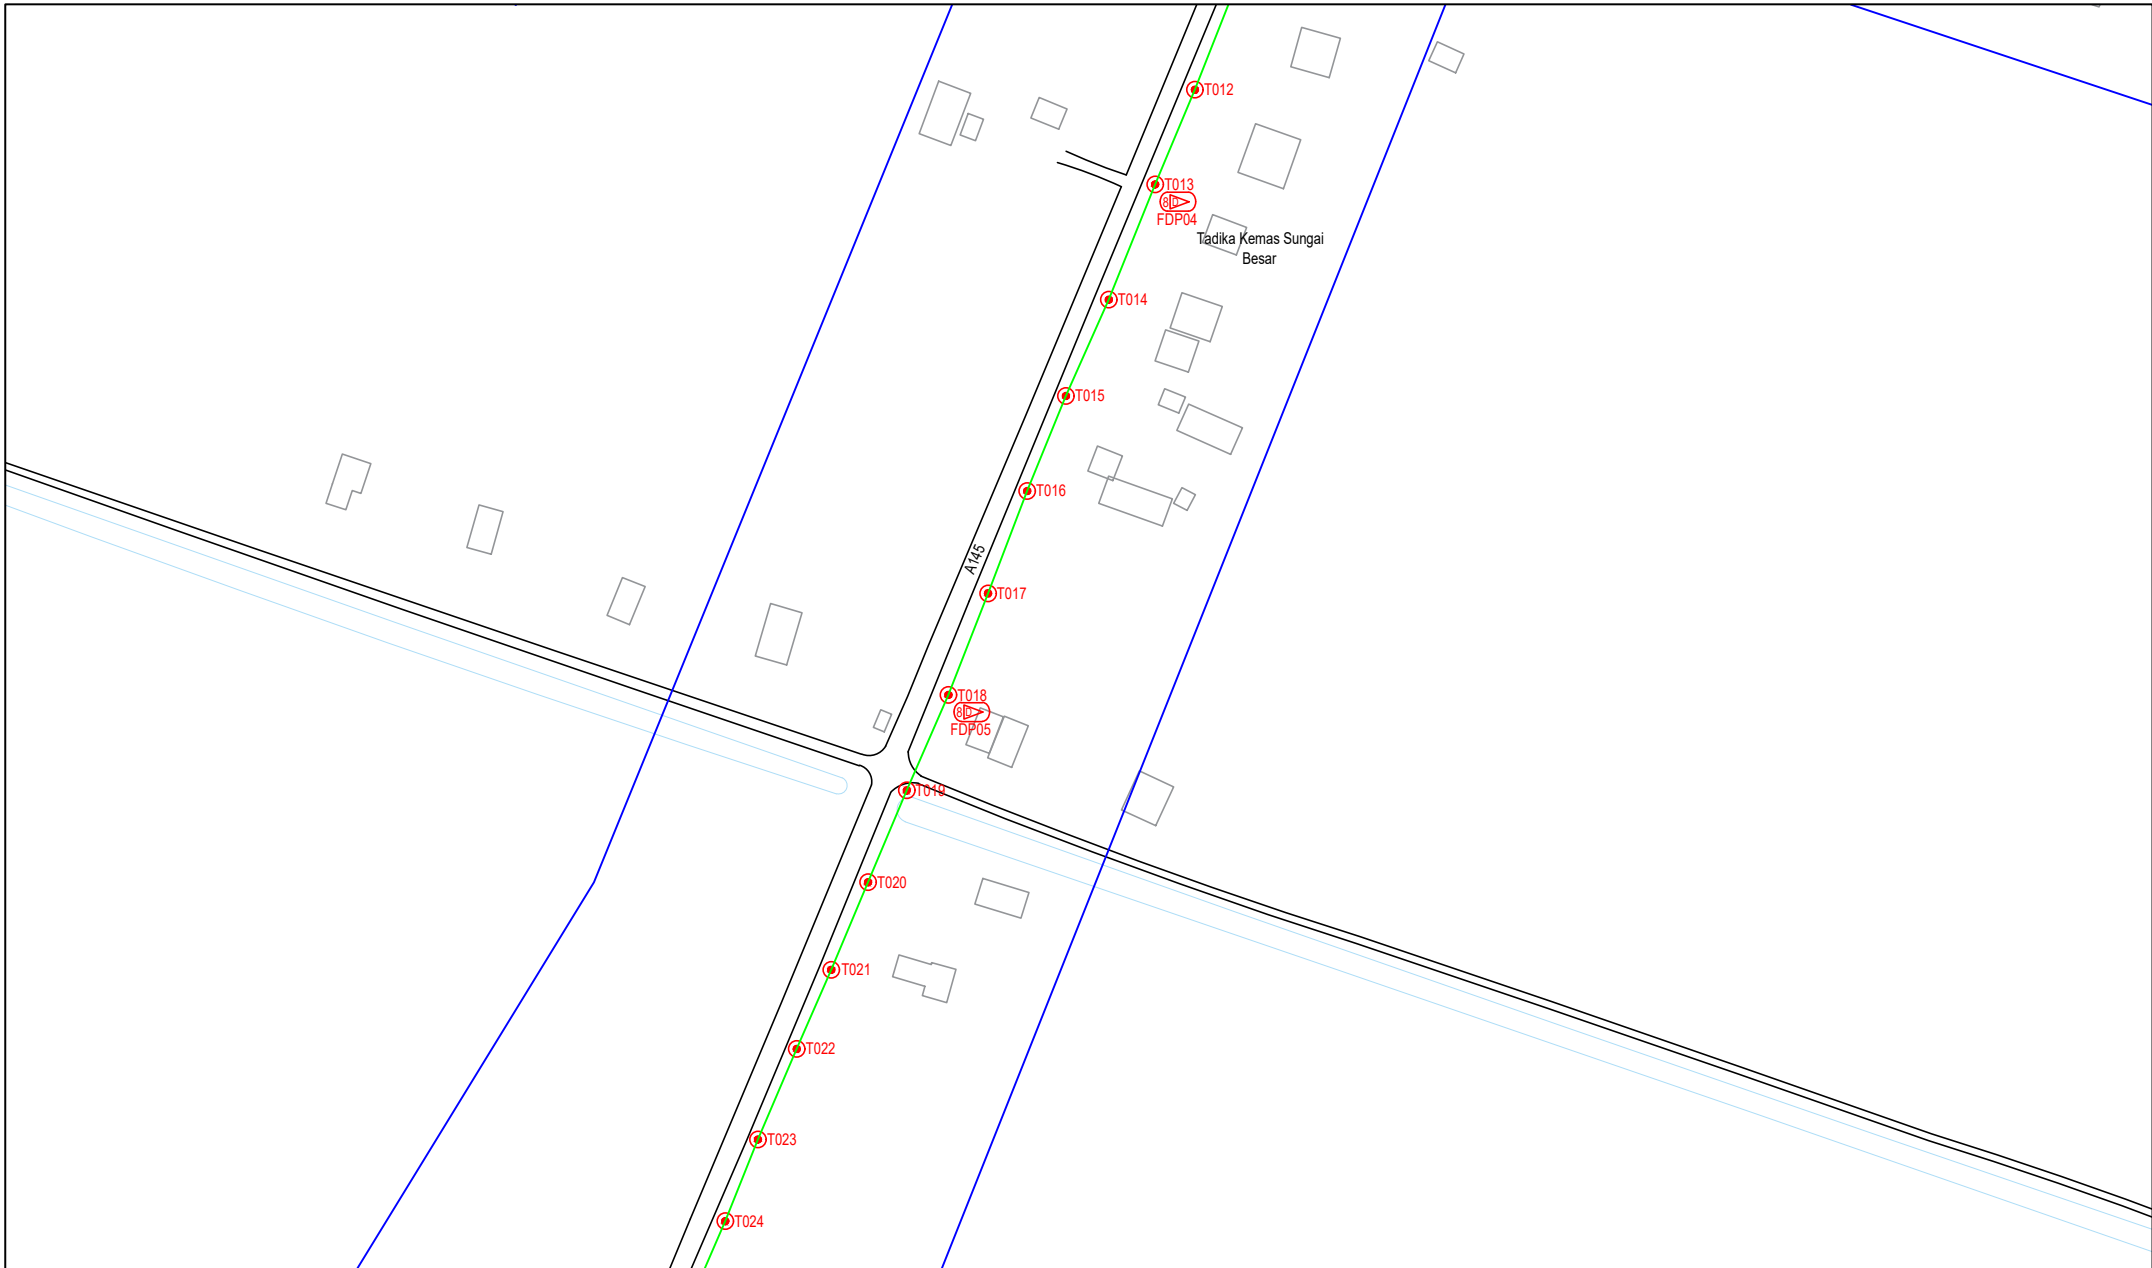 T012
T013
8 D
FDP04
Tadika Kemas Sungai
Besar
T014
T015
T016
A145
T017
T018
8 D
FDP05
T019
T020
T021
T022
T023
T024